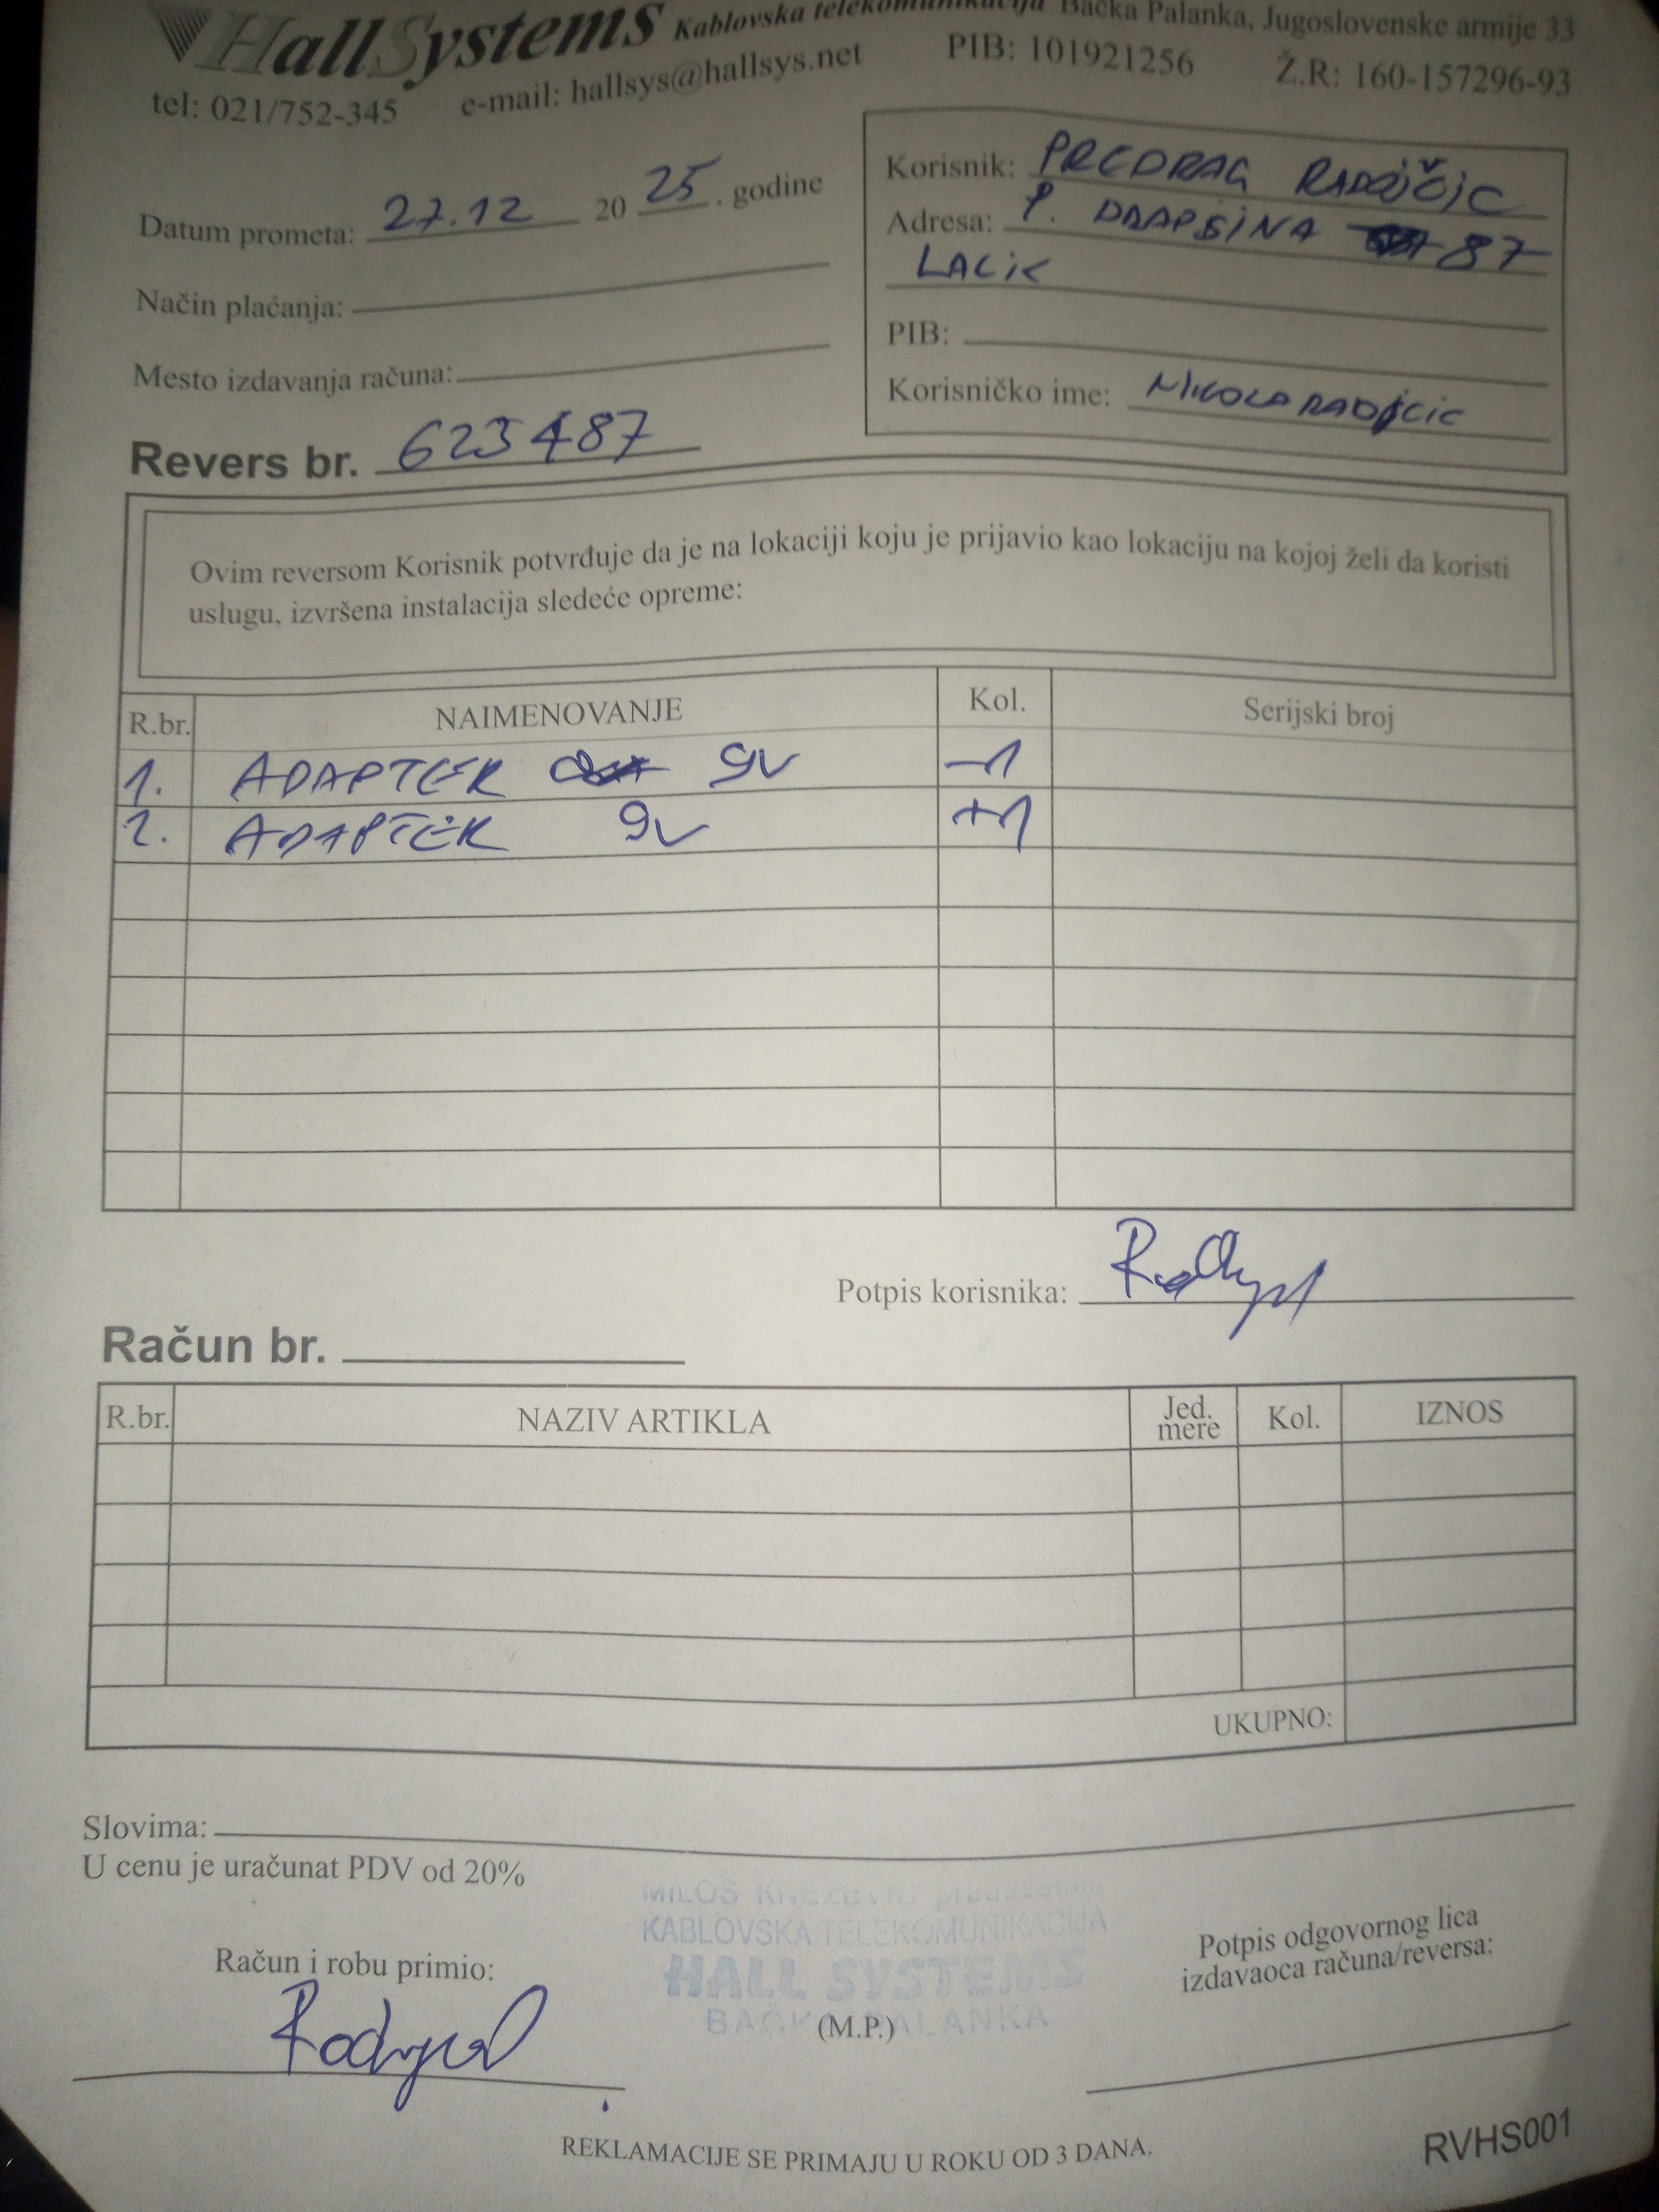 HallSystems Kablovska telekomunikacija Bačka Palanka, Jugoslovenske armije 33
tel: 021/752-345 e-mail: hallsys@hallsys.net PIB: 101921256 Ž.R: 160-157296-93
Datum prometa: 27.12 20 25. godine
Način plaćanja:
Mesto izdavanja računa:
Korisnik: PREDRAG RADOJČIC
Adresa: P. DRAPŠINA 87
LALIĆ
PIB:
Korisničko ime: NIKOLARADOJCIC
Revers br. 623487
Ovim reversom Korisnik potvrđuje da je na lokaciji koju je prijavio kao lokaciju na kojoj želi da koristi
uslugu, izvršena instalacija sledeće opreme:
R.br. NAIMENOVANJE Kol. Serijski broj
1. ADAPTER 9V -1
2. ADAPTER 9V +1
Potpis korisnika:
Račun br.
R.br. NAZIV ARTIKLA Jed. mere Kol. IZNOS
UKUPNO:
Slovima:
U cenu je uračunat PDV od 20%
Račun i robu primio:
MILOŠ KNEŽEVIĆ
KABLOVSKA TELEKOMUNIKACIJA
HALL SYSTEMS
BAČKA PALANKA
(M.P.)
Potpis odgovornog lica
izdavaoca računa/reversa:
REKLAMACIJE SE PRIMAJU U ROKU OD 3 DANA.
RVHS001